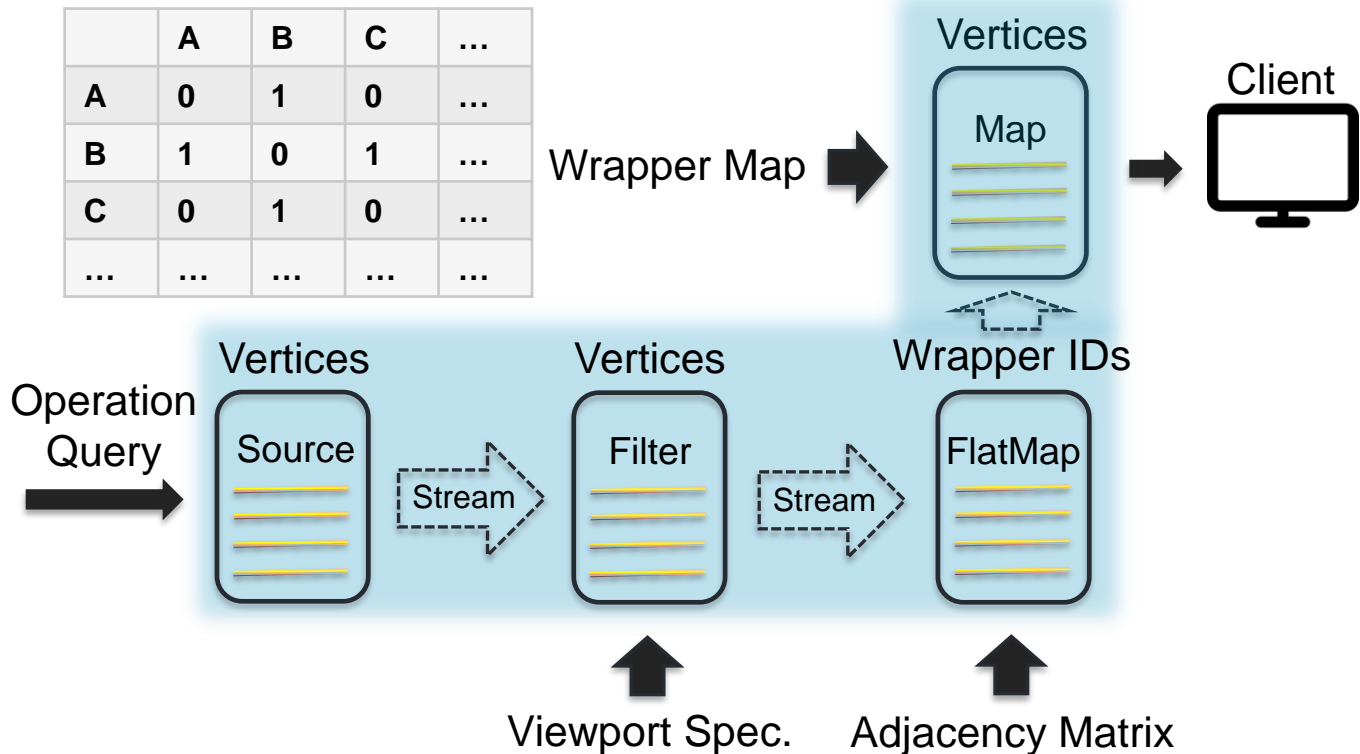 A B C …
A 0 1 0 …
B 1 0 1 …
C 0 1 0 …
… … … … …
Wrapper Map
Vertices
Map
Client
Operation
Query
Vertices
Source
Stream
Vertices
Filter
Stream
Wrapper IDs
FlatMap
Viewport Spec.
Adjacency Matrix